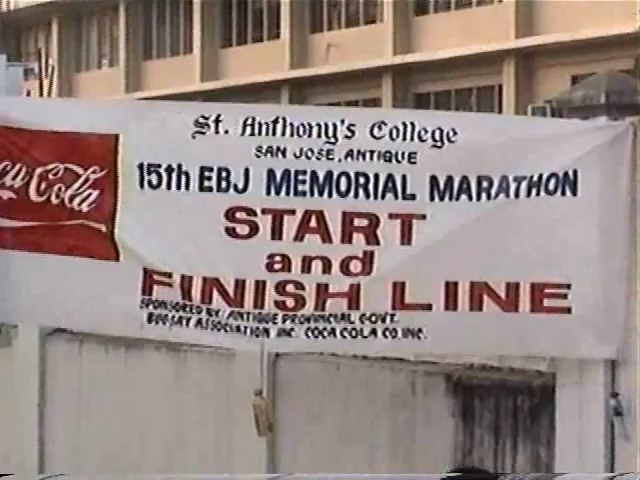 St. Anthony's College
SAN JOSE, ANTIQUE
Coca Cola
15th EBJ MEMORIAL MARATHON
START
and
FINISH LINE
SPONSORED BY: ANTIQUE PROVINCIAL GOVT.
BUGSAY ASSOCIATION INC. COCA COLA CO. INC.